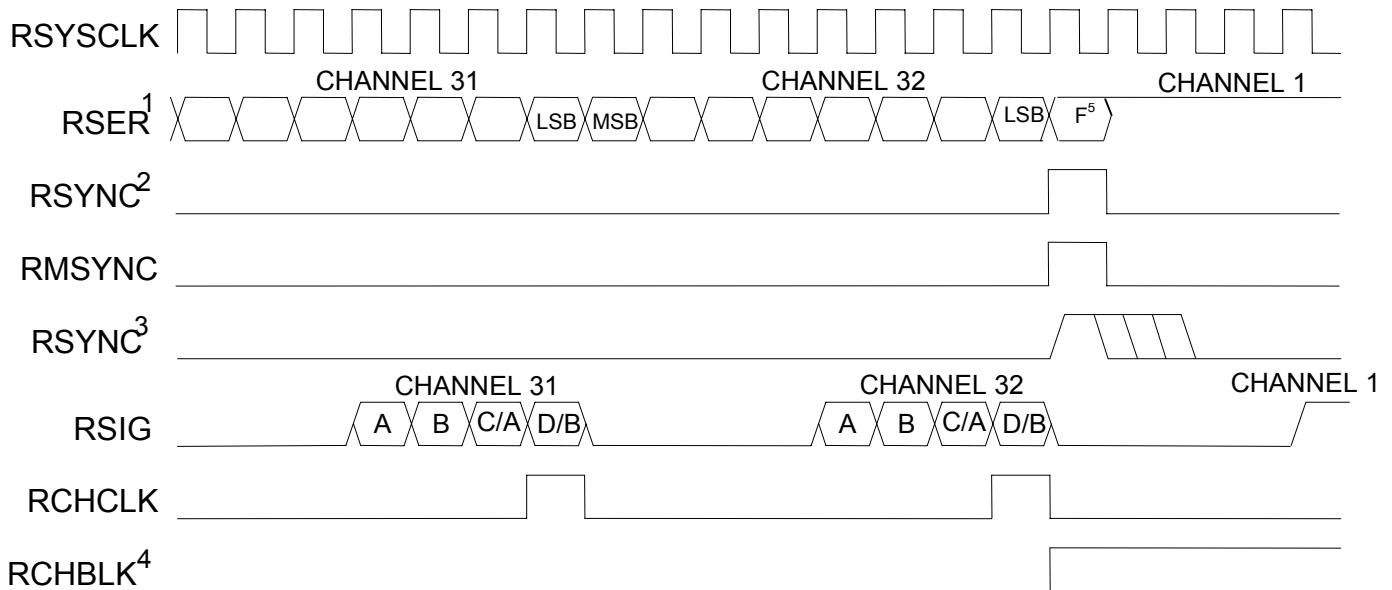 RSYSCLK
CHANNEL 31 CHANNEL 32 CHANNEL 1
RSER1 LSB MSB LSB F5
RSYNC2
RMSYNC
RSYNC3
CHANNEL 31 CHANNEL 32 CHANNEL 1
RSIG A B C/A D/B A B C/A D/B
RCHCLK
RCHBLK4